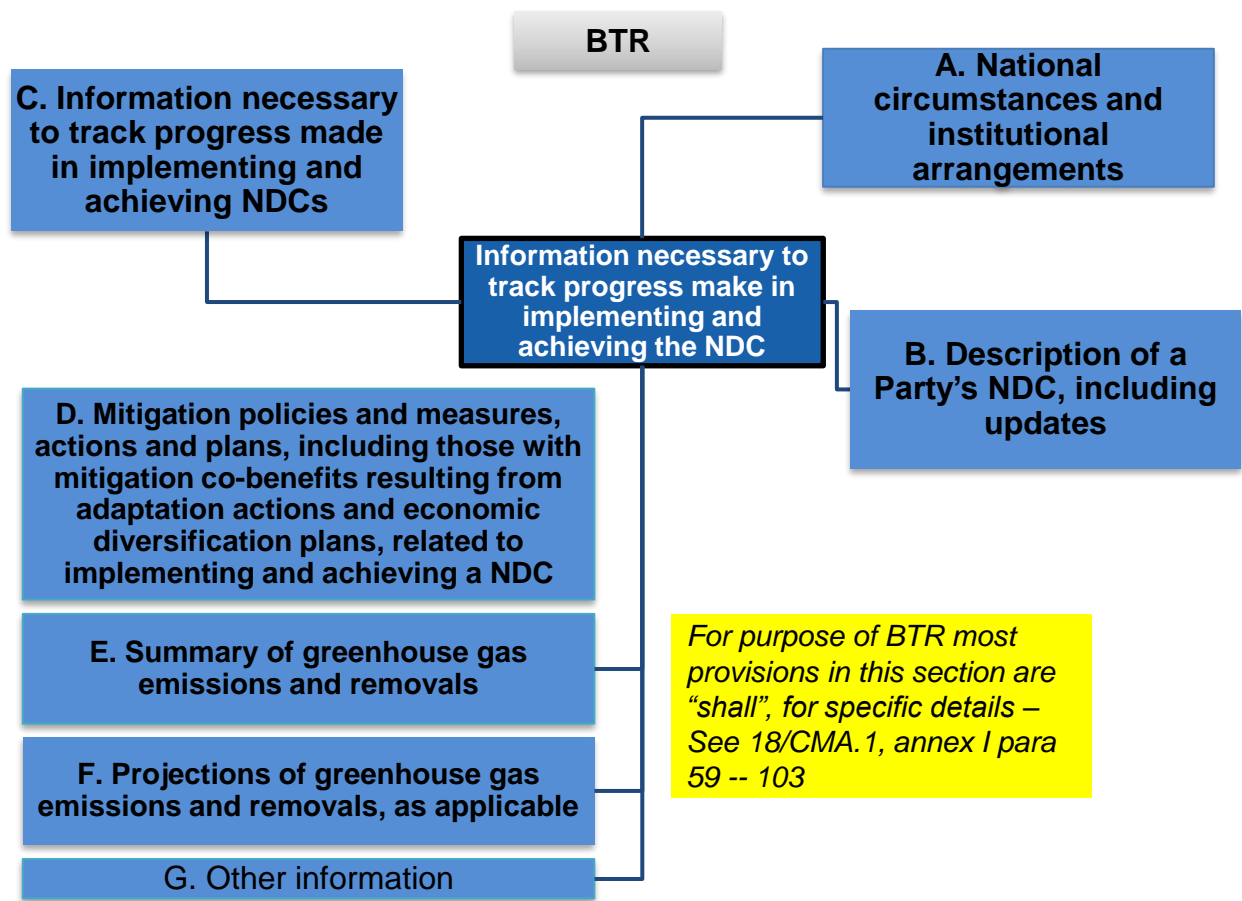 BTR
A. National
circumstances and
institutional
arrangements
C. Information necessary
to track progress made
in implementing and
achieving NDCs
Information necessary to
track progress make in
implementing and
achieving the NDC
B. Description of a
Party’s NDC, including
updates
D. Mitigation policies and measures,
actions and plans, including those with
mitigation co-benefits resulting from
adaptation actions and economic
diversification plans, related to
implementing and achieving a NDC
E. Summary of greenhouse gas
emissions and removals
For purpose of BTR most
provisions in this section are
“shall”, for specific details –
See 18/CMA.1, annex I para
59 -- 103
F. Projections of greenhouse gas
emissions and removals, as applicable
G. Other information